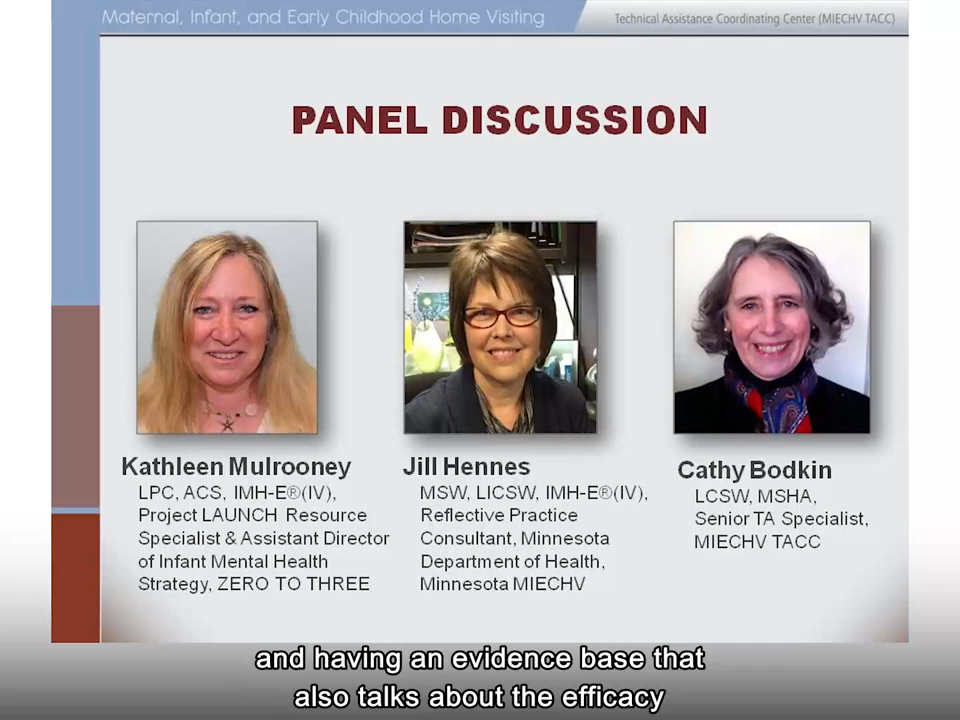 Maternal, Infant, and Early Childhood Home Visiting
Technical Assistance Coordinating Center (MIECHV TACC)
PANEL DISCUSSION
Kathleen Mulrooney
LPC, ACS, IMH-E®(IV),
Project LAUNCH Resource
Specialist & Assistant Director
of Infant Mental Health
Strategy, ZERO TO THREE
Jill Hennes
MSW, LICSW, IMH-E®(IV),
Reflective Practice
Consultant, Minnesota
Department of Health,
Minnesota MIECHV
Cathy Bodkin
LCSW, MSHA,
Senior TA Specialist,
MIECHV TACC
and having an evidence base that
also talks about the efficacy